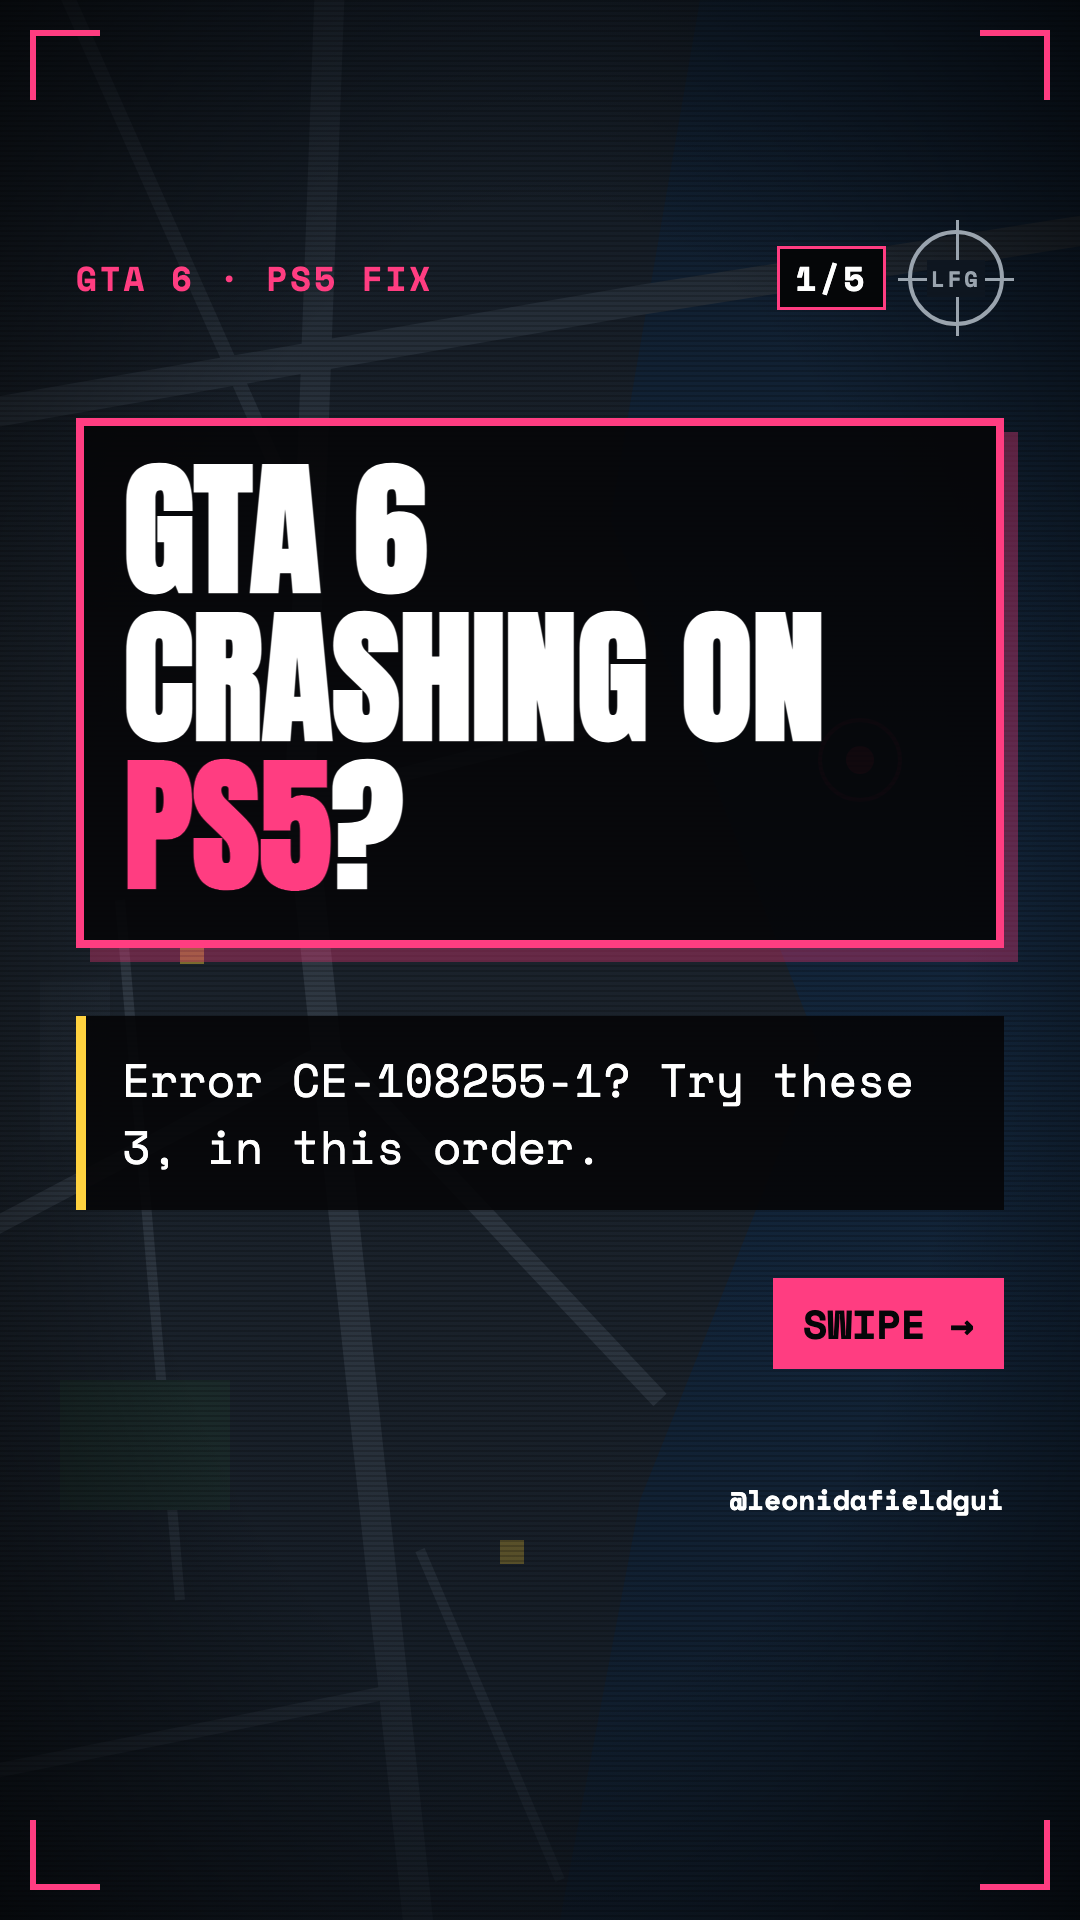 GTA 6 · PS5 FIX
1/5
LFG
GTA 6
CRASHING ON
PS5?
Error CE-108255-1? Try these
3, in this order.
SWIPE →
@leonidafieldgui